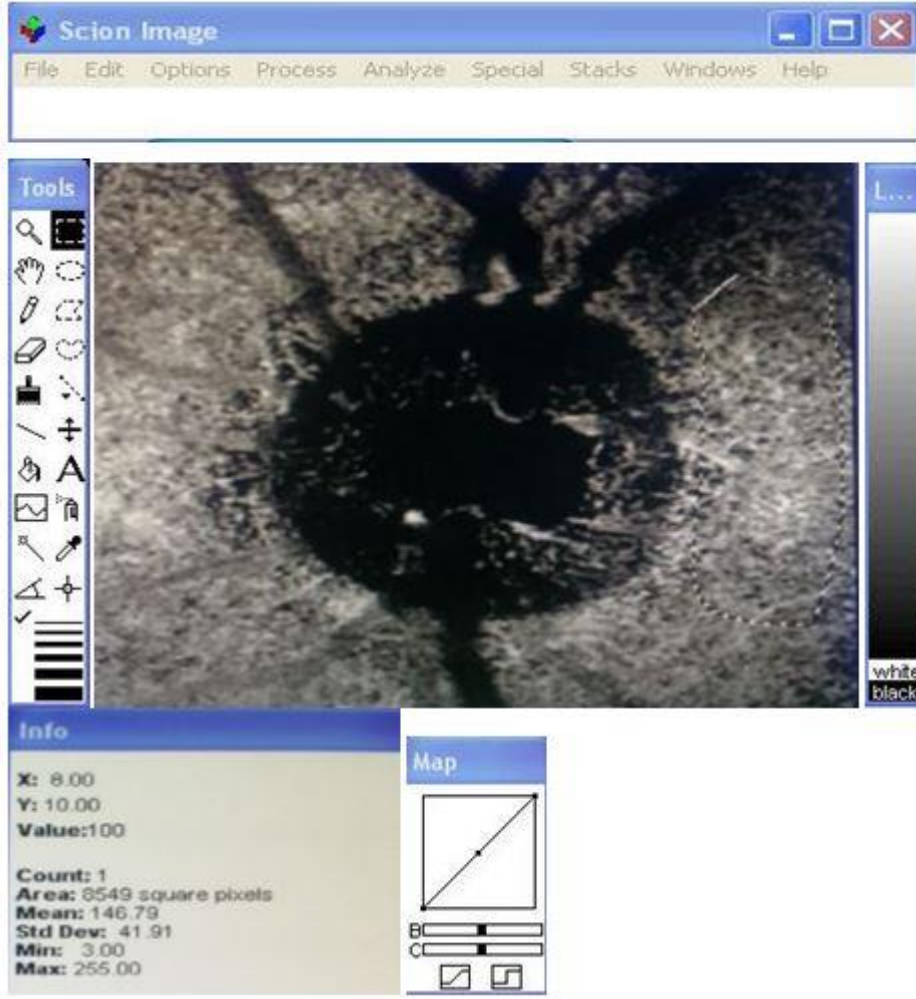 Scion Image
File Edit Options Process Analyze Special Stacks Windows Help
Tools
L...
A
white
black
Info
X: 8.00
Y: 10.00
Value:100
Count: 1
Area: 8549 square pixels
Mean: 146.79
Std Dev: 41.91
Min: 3.00
Max: 255.00
Map
B
C